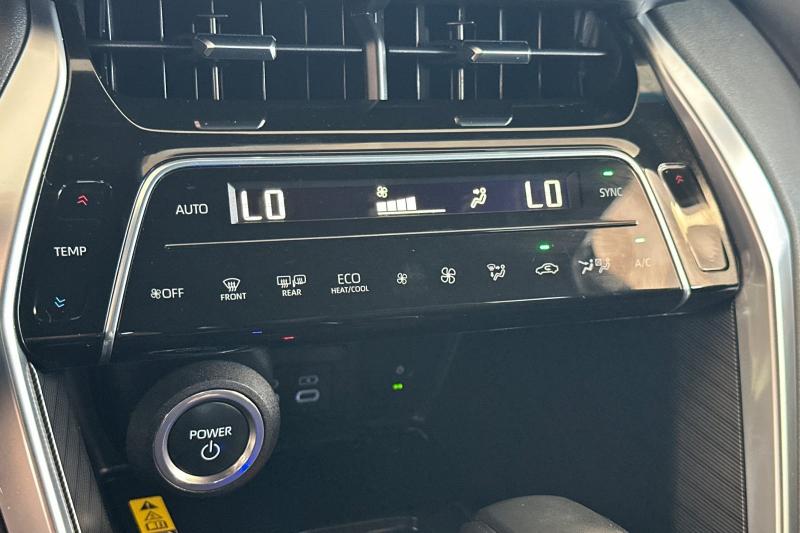 AUTO
LO
LO
SYNC
TEMP
OFF
FRONT
REAR
ECO
HEAT/COOL
A/C
POWER